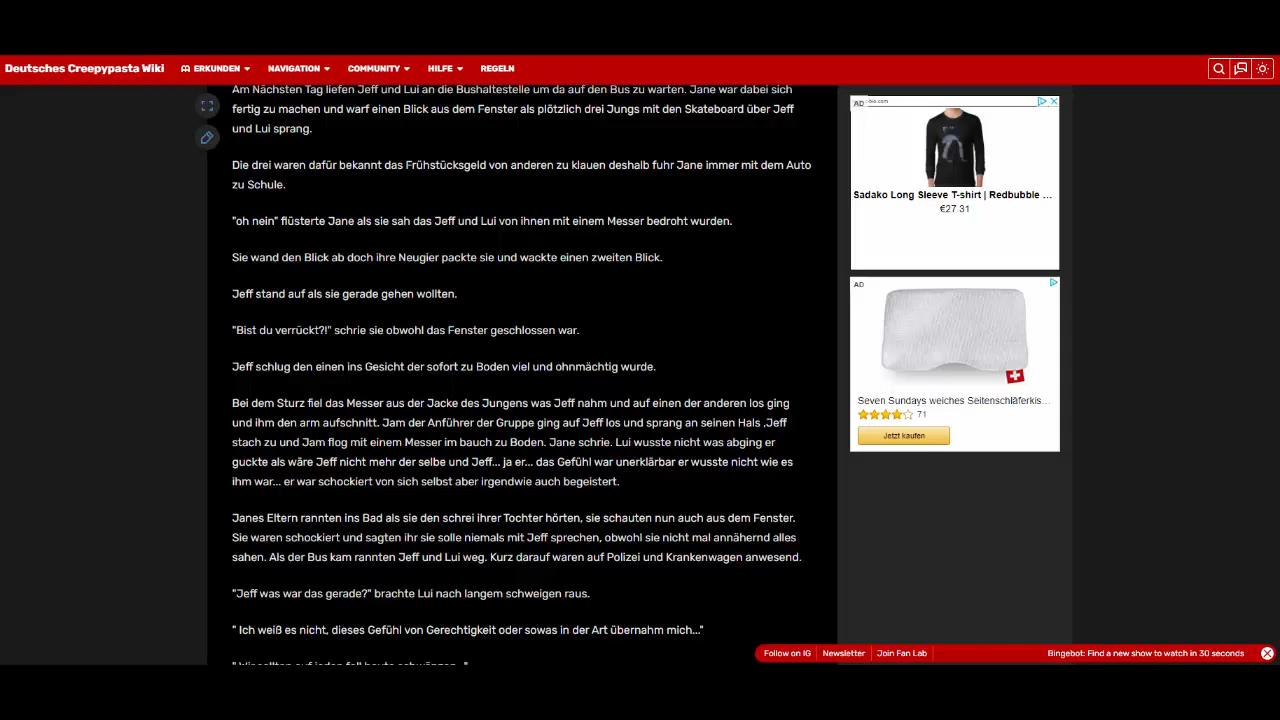 Deutsches Creepypasta Wiki
ERKUNDEN
NAVIGATION
COMMUNITY
HILFE
REGELN
Am Nächsten Tag liefen Jeff und Lui an die Bushaltestelle um da auf den Bus zu warten. Jane war dabei sich
fertig zu machen und warf einen Blick aus dem Fenster als plötzlich drei Jungs mit den Skateboard über Jeff
und Lui sprang.
Die drei waren dafür bekannt das Frühstücksgeld von anderen zu klauen deshalb fuhr Jane immer mit dem Auto
zu Schule.
"oh nein" flüsterte Jane als sie sah das Jeff und Lui von ihnen mit einem Messer bedroht wurden.
Sie wand den Blick ab doch ihre Neugier packte sie und wackte einen zweiten Blick.
Jeff stand auf als sie gerade gehen wollten.
"Bist du verrückt?!" schrie sie obwohl das Fenster geschlossen war.
Jeff schlug den einen ins Gesicht der sofort zu Boden viel und ohnmächtig wurde.
Bei dem Sturz fiel das Messer aus der Jacke des Jungens was Jeff nahm und auf einen der anderen los ging
und ihm den arm aufschnitt. Jam der Anführer der Gruppe ging auf Jeff los und sprang an seinen Hals ,Jeff
stach zu und Jam flog mit einem Messer im bauch zu Boden. Jane schrie. Lui wusste nicht was abging er
guckte als wäre Jeff nicht mehr der selbe und Jeff... ja er... das Gefühl war unerklärbar er wusste nicht wie es
ihm war... er war schockiert von sich selbst aber irgendwie auch begeistert.
Janes Eltern rannten ins Bad als sie den schrei ihrer Tochter hörten, sie schauten nun auch aus dem Fenster.
Sie waren schockiert und sagten ihr sie solle niemals mit Jeff sprechen, obwohl sie nicht mal annähernd alles
sahen. Als der Bus kam rannten Jeff und Lui weg. Kurz darauf waren auf Polizei und Krankenwagen anwesend.
"Jeff was war das gerade?" brachte Lui nach langem schweigen raus.
" Ich weiß es nicht, dieses Gefühl von Gerechtigkeit oder sowas in der Art übernahm mich..."
AD
Sadako Long Sleeve T-shirt | Redbubble ...
€27.31
AD
Seven Sundays weiches Seitenschläferkis...
71
Jetzt kaufen
Follow on IG
Newsletter
Join Fan Lab
Bingebot: Find a new show to watch in 30 seconds